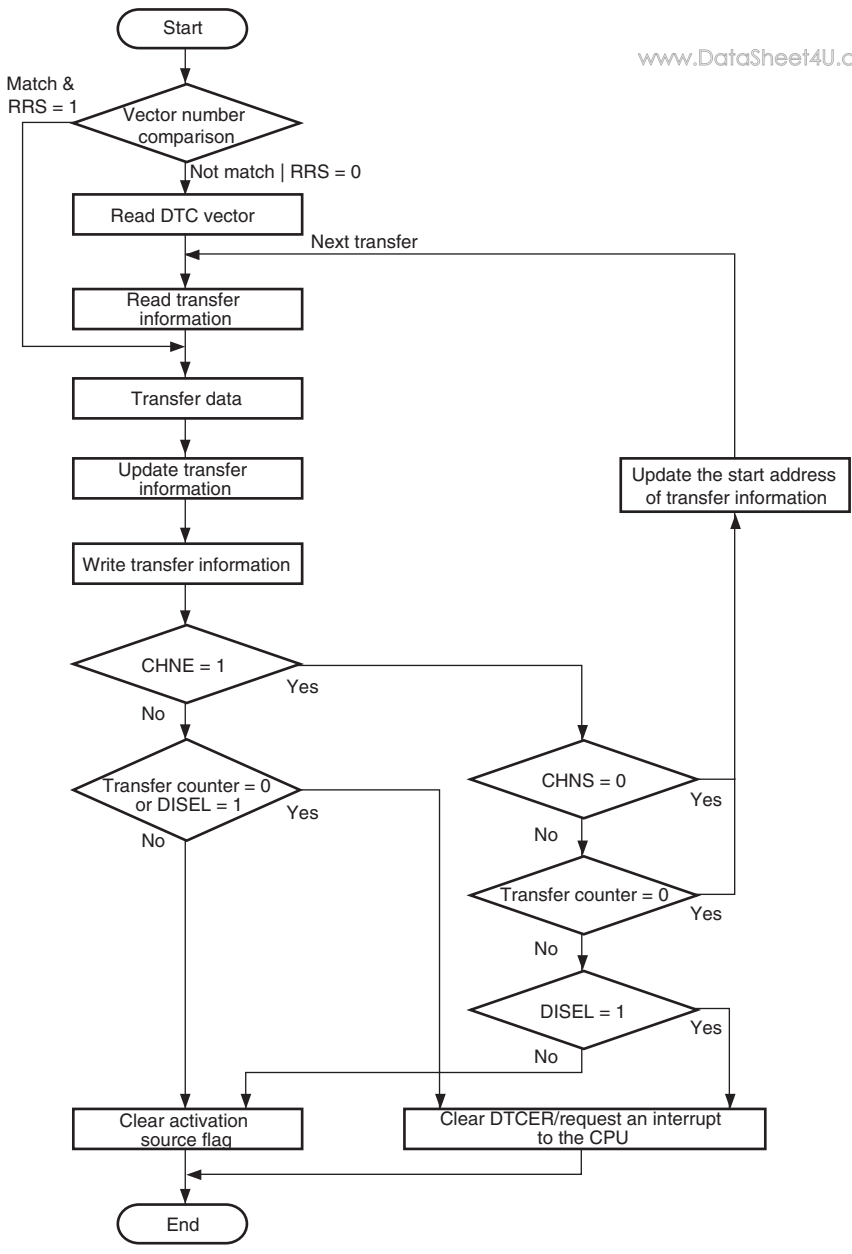 Start
www.DataSheet4U.c
Match &
RRS = 1
Vector number
comparison
Not match | RRS = 0
Read DTC vector
Next transfer
Read transfer
information
Transfer data
Update transfer
information
Update the start address
of transfer information
Write transfer information
CHNE = 1
Yes
No
Transfer counter = 0
or DISEL = 1
Yes
No
CHNS = 0
Yes
No
Transfer counter = 0
Yes
No
DISEL = 1
Yes
No
Clear activation
source flag
Clear DTCER/request an interrupt
to the CPU
End